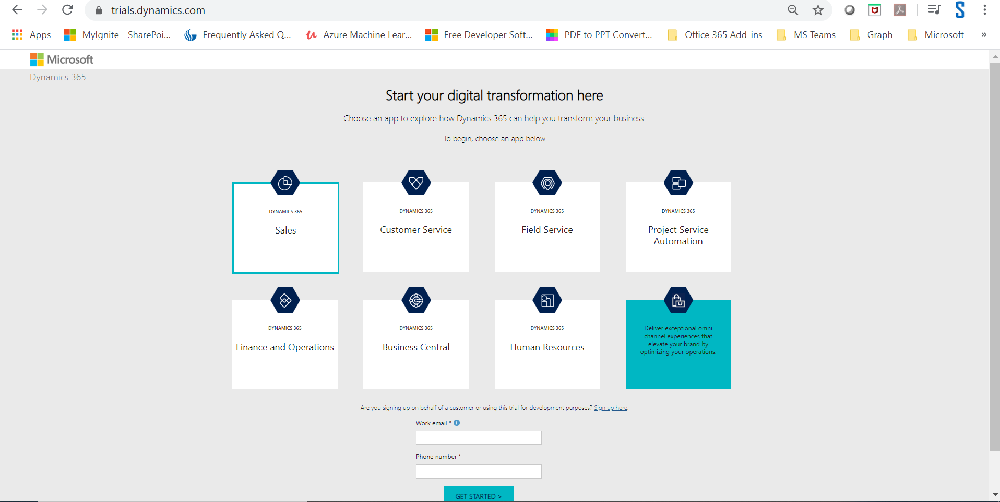 trials.dynamics.com
Apps
MyIgnite - SharePoi...
Frequently Asked Q...
Azure Machine Lear...
Free Developer Soft...
PDF to PPT Convert...
Office 365 Add-ins
MS Teams
Graph
Microsoft
»
Microsoft
Dynamics 365
Start your digital transformation here
Choose an app to explore how Dynamics 365 can help you transform your business.
To begin, choose an app below
DYNAMICS 365
Sales
DYNAMICS 365
Customer Service
DYNAMICS 365
Field Service
DYNAMICS 365
Project Service
Automation
DYNAMICS 365
Finance and Operations
DYNAMICS 365
Business Central
DYNAMICS 365
Human Resources
Deliver exceptional omni
channel experiences that
elevate your brand by
optimizing your operations.
Are you signing up on behalf of a customer or using this trial for development purposes? Sign up here.
Work email *
Phone number *
GET STARTED >